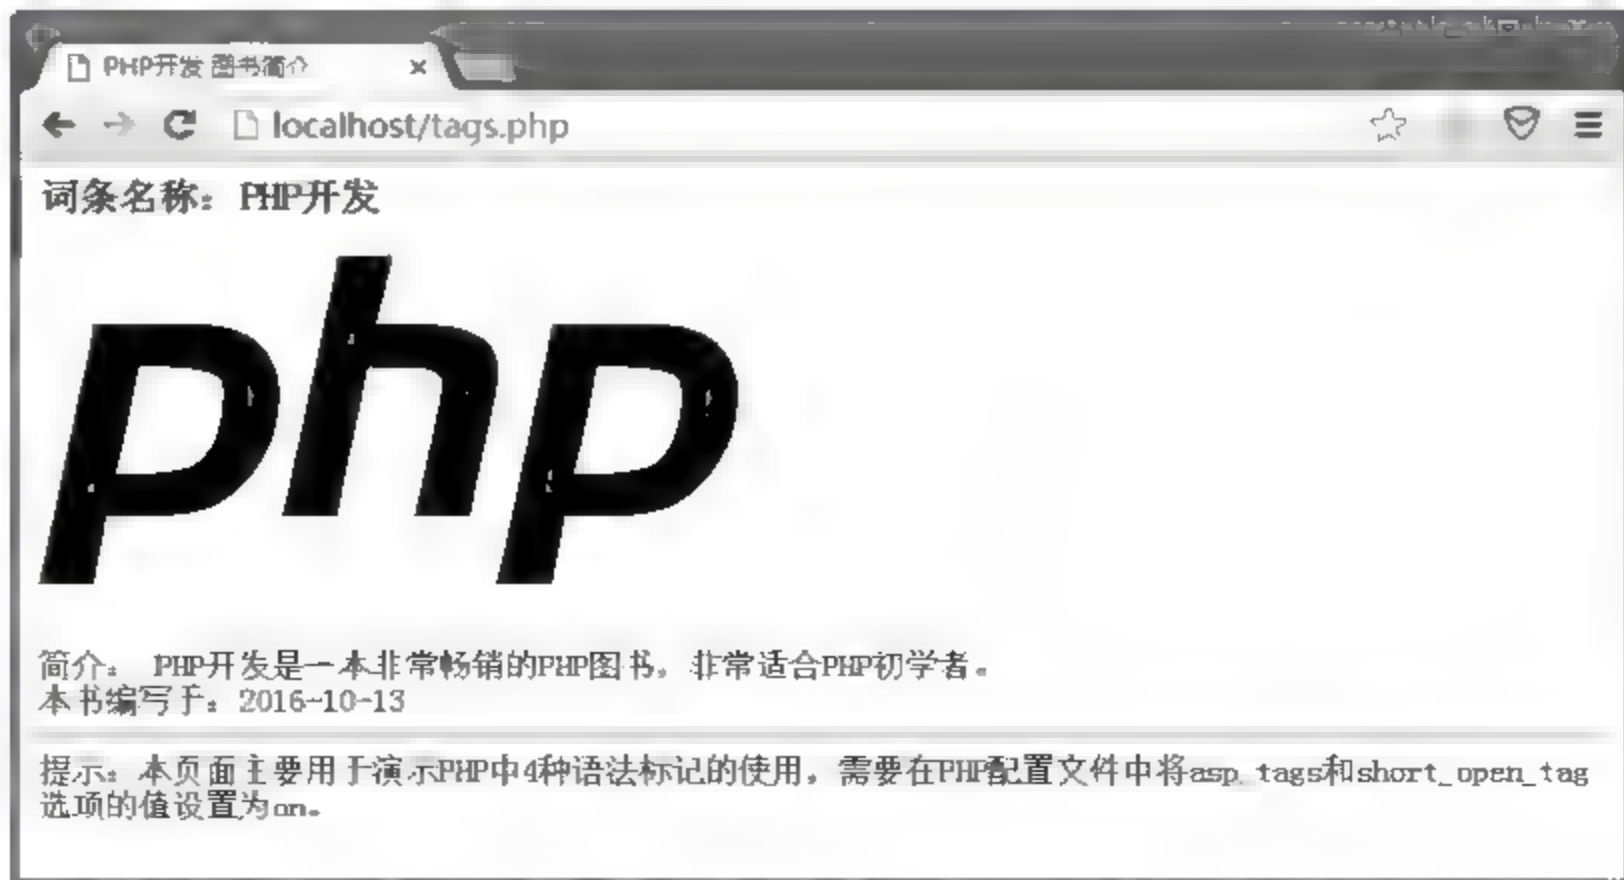 PHP开发 图书简介
localhost/tags.php
词条名称：PHP开发
php
简介： PHP开发是一本非常畅销的PHP图书，非常适合PHP初学者。
本书编写于：2016-10-13
提示：本页面主要用于演示PHP中4种语法标记的使用，需要在PHP配置文件中将asp_tags和short_open_tag
选项的值设置为on。